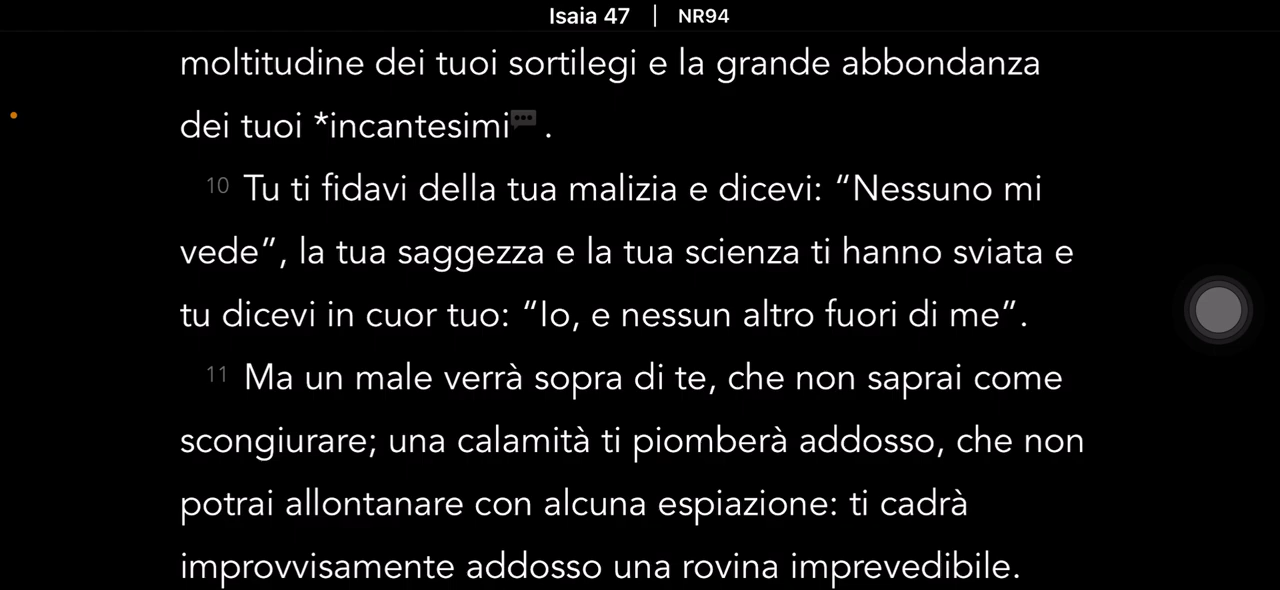 Isaia 47 | NR94
moltitudine dei tuoi sortilegi e la grande abbondanza
dei tuoi *incantesimi .
10 Tu ti fidavi della tua malizia e dicevi: “Nessuno mi
vede”, la tua saggezza e la tua scienza ti hanno sviata e
tu dicevi in cuor tuo: “Io, e nessun altro fuori di me”.
11 Ma un male verrà sopra di te, che non saprai come
scongiurare; una calamità ti piomberà addosso, che non
potrai allontanare con alcuna espiazione: ti cadrà
improvvisamente addosso una rovina imprevedibile.